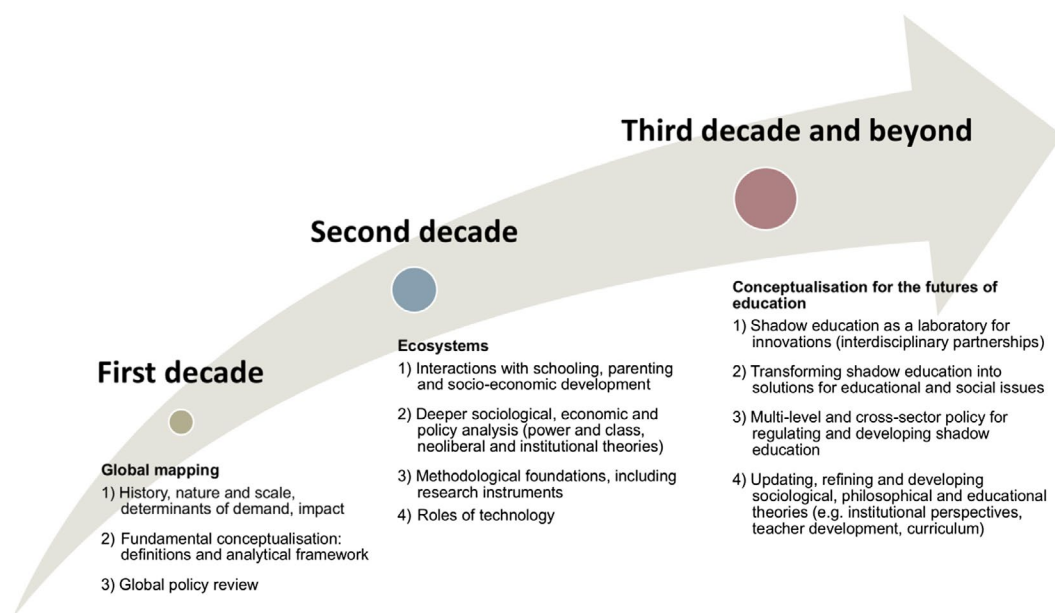 First decade
Global mapping
1) History, nature and scale,
determinants of demand, impact
2) Fundamental conceptualisation:
definitions and analytical framework
3) Global policy review
Second decade
Ecosystems
1) Interactions with schooling, parenting
and socio-economic development
2) Deeper sociological, economic and
policy analysis (power and class,
neoliberal and institutional theories)
3) Methodological foundations, including
research instruments
4) Roles of technology
Third decade and beyond
Conceptualisation for the futures of
education
1) Shadow education as a laboratory for
innovations (interdisciplinary partnerships)
2) Transforming shadow education into
solutions for educational and social issues
3) Multi-level and cross-sector policy for
regulating and developing shadow
education
4) Updating, refining and developing
sociological, philosophical and educational
theories (e.g. institutional perspectives,
teacher development, curriculum)